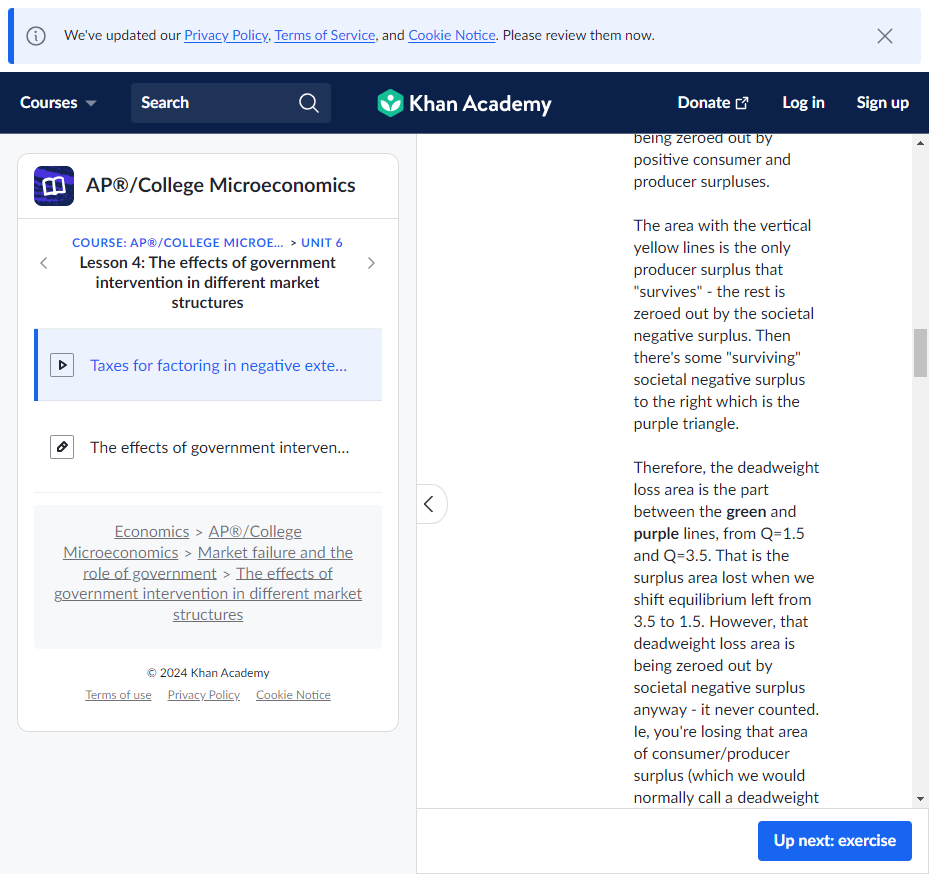 We've updated our Privacy Policy, Terms of Service, and Cookie Notice. Please review them now.
Courses
Search
Khan Academy
Donate
Log in
Sign up
AP®/College Microeconomics
COURSE: AP®/COLLEGE MICROE... > UNIT 6
Lesson 4: The effects of government
intervention in different market
structures
Taxes for factoring in negative exte...
The effects of government interven...
Economics > AP®/College
Microeconomics > Market failure and the
role of government > The effects of
government intervention in different market
structures
© 2024 Khan Academy
Terms of use Privacy Policy Cookie Notice
being zeroed out by
positive consumer and
producer surpluses.
The area with the vertical
yellow lines is the only
producer surplus that
"survives" - the rest is
zeroed out by the societal
negative surplus. Then
there's some "surviving"
societal negative surplus
to the right which is the
purple triangle.
Therefore, the deadweight
loss area is the part
between the green and
purple lines, from Q=1.5
and Q=3.5. That is the
surplus area lost when we
shift equilibrium left from
3.5 to 1.5. However, that
deadweight loss area is
being zeroed out by
societal negative surplus
anyway - it never counted.
Ie, you're losing that area
of consumer/producer
surplus (which we would
normally call a deadweight
Up next: exercise